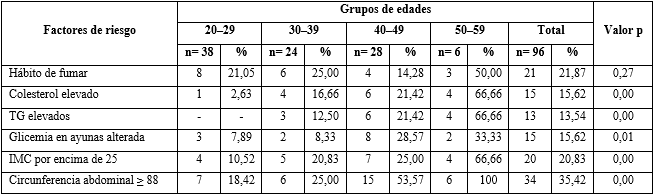 Factores de riesgo Grupos de edades Valor p
20–29 30–39 40–49 50–59 Total
n= 38 % n= 24 % n= 28 % n= 6 % n= 96 %
Hábito de fumar 8 21,05 6 25,00 4 14,28 3 50,00 21 21,87 0,27
Colesterol elevado 1 2,63 4 16,66 6 21,42 4 66,66 15 15,62 0,00
TG elevados - - 3 12,50 6 21,42 4 66,66 13 13,54 0,00
Glicemia en ayunas alterada 3 7,89 2 8,33 8 28,57 2 33,33 15 15,62 0,01
IMC por encima de 25 4 10,52 5 20,83 7 25,00 4 66,66 20 20,83 0,00
Circunferencia abdominal ≥ 88 7 18,42 6 25,00 15 53,57 6 100 34 35,42 0,00